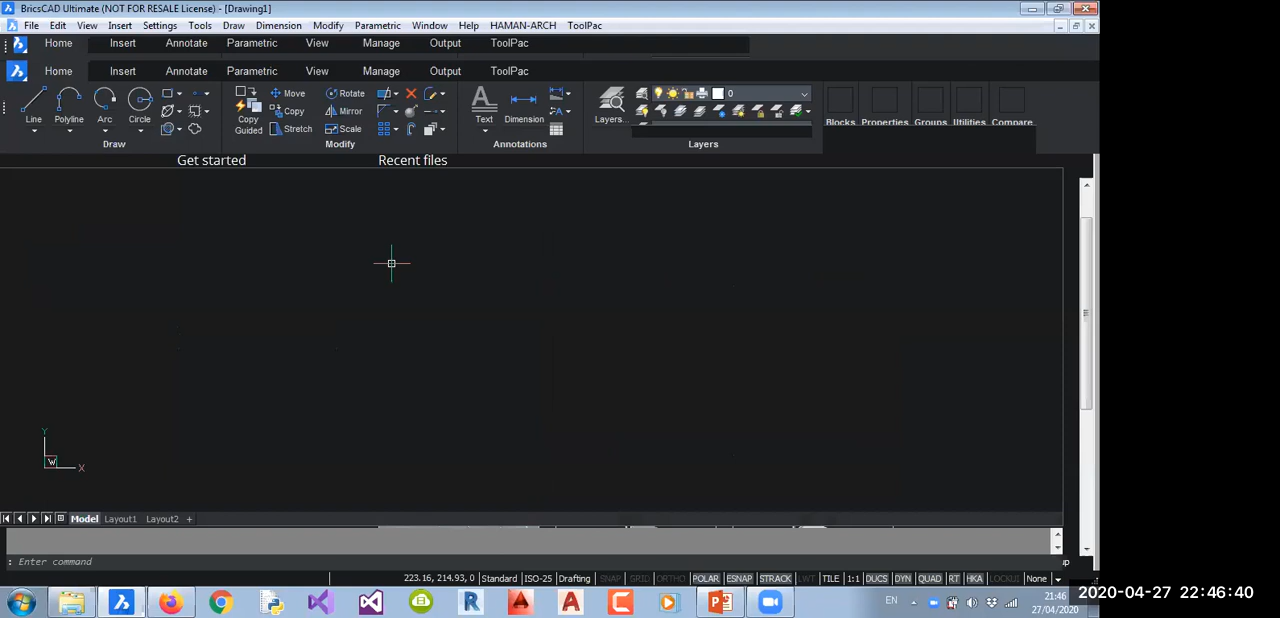 BricsCAD Ultimate (NOT FOR RESALE License) - [Drawing1]
File Edit View Insert Settings Tools Draw Dimension Modify Parametric Window Help HAMAN-ARCH ToolPac
Home Insert Annotate Parametric View Manage Output ToolPac
Home Insert Annotate Parametric View Manage Output ToolPac
Line Polyline Arc Circle
Draw
Copy Guided
Move Rotate
Copy Mirror
Stretch Scale
Modify
Text Dimension
Annotations
Layers...
0
Layers
Blocks Properties Groups Utilities Compare
Get started Recent files
Y
W X
Model Layout1 Layout2 +
: Enter command
223.16, 214.93, 0 Standard ISO-25 Drafting SNAP GRID ORTHO POLAR ESNAP STRACK LWT TILE 1:1 DUCS DYN QUAD RT HKA LOCKUI None
EN 21:46
27/04/2020
2020-04-27 22:46:40